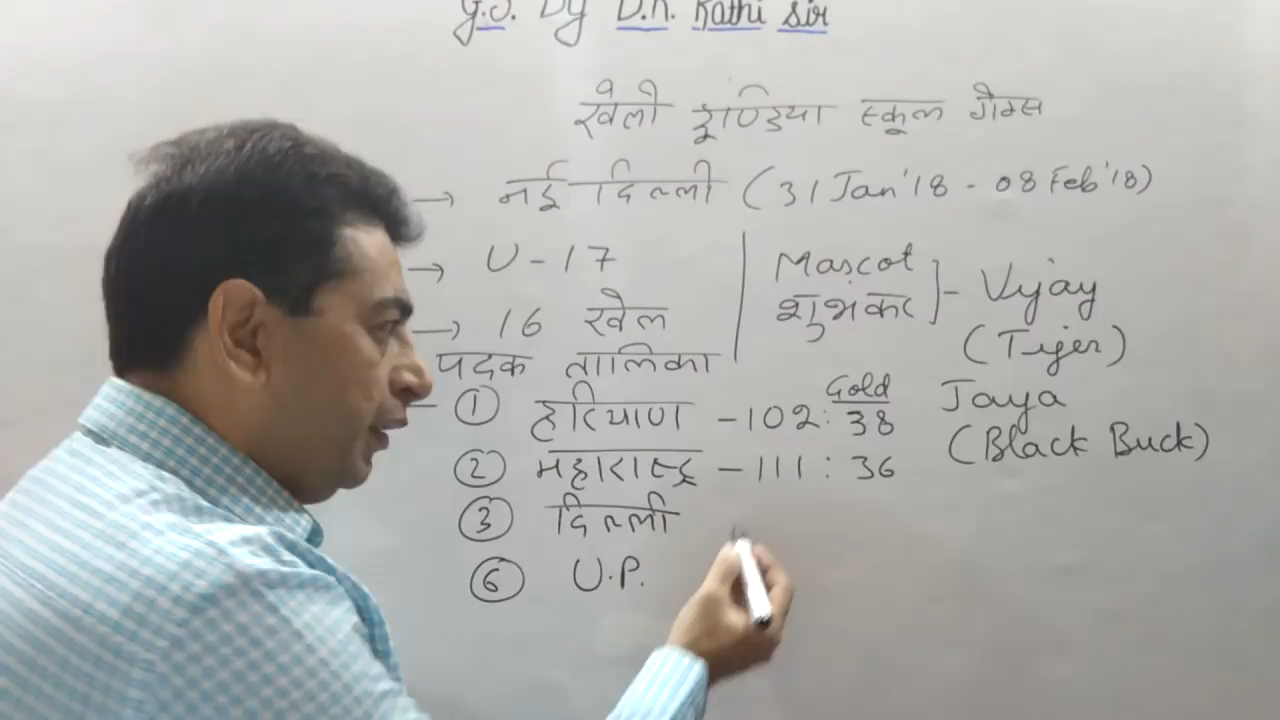 G.S. By D.K. Rathi Sir
खेलो इण्डिया स्कूल गेम्स
→ नई दिल्ली (31 Jan'18 - 08 Feb'18)
→ U-17
→ 16 खेल
Mascot
शुभंकर ] - Vijay
(Tiger)
Jaya
(Black Buck)
पदक तालिका
Gold
① हरियाणा - 102 : 38
② महाराष्ट्र - 111 : 36
③ दिल्ली
⑥ U.P.